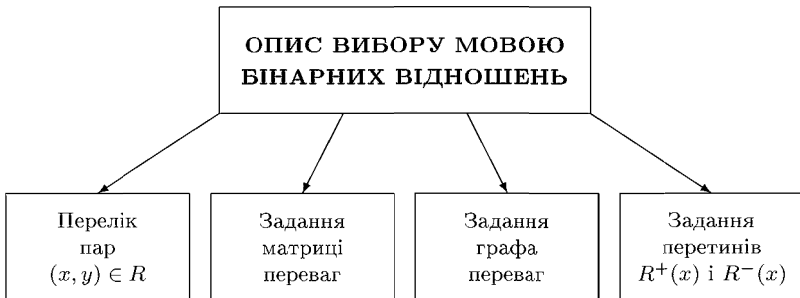 ОПИС ВИБОРУ МОВОЮ
БІНАРНИХ ВІДНОШЕНЬ
Перелік
пар
(x, y) ∈ R
Задання
матриці
переваг
Задання
графа
переваг
Задання
перетинів
R⁺(x) і R⁻(x)